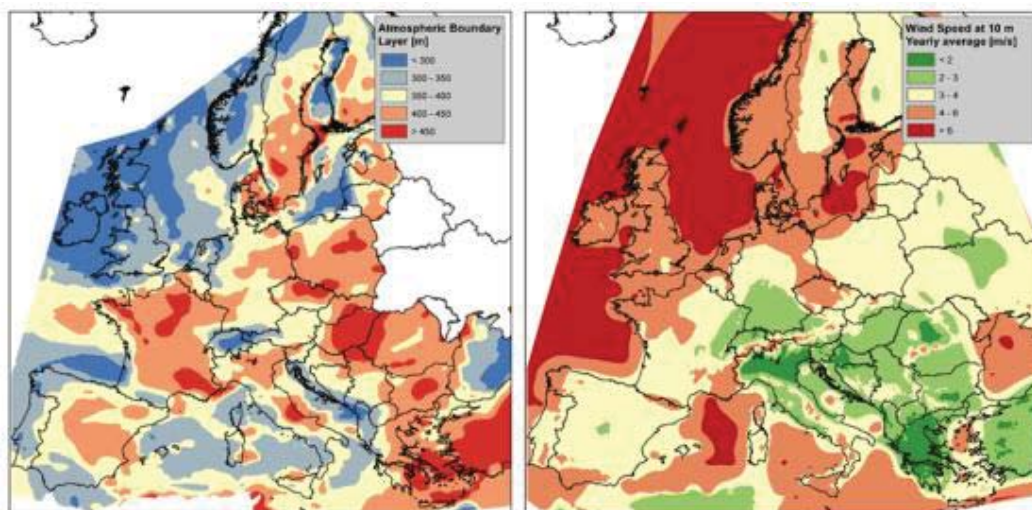 Atmospheric Boundary
Layer [m]
< 300
300 - 350
350 - 400
400 - 450
> 450
Wind Speed at 10 m
Yearly average [m/s]
< 2
2 - 3
3 - 4
4 - 6
> 6